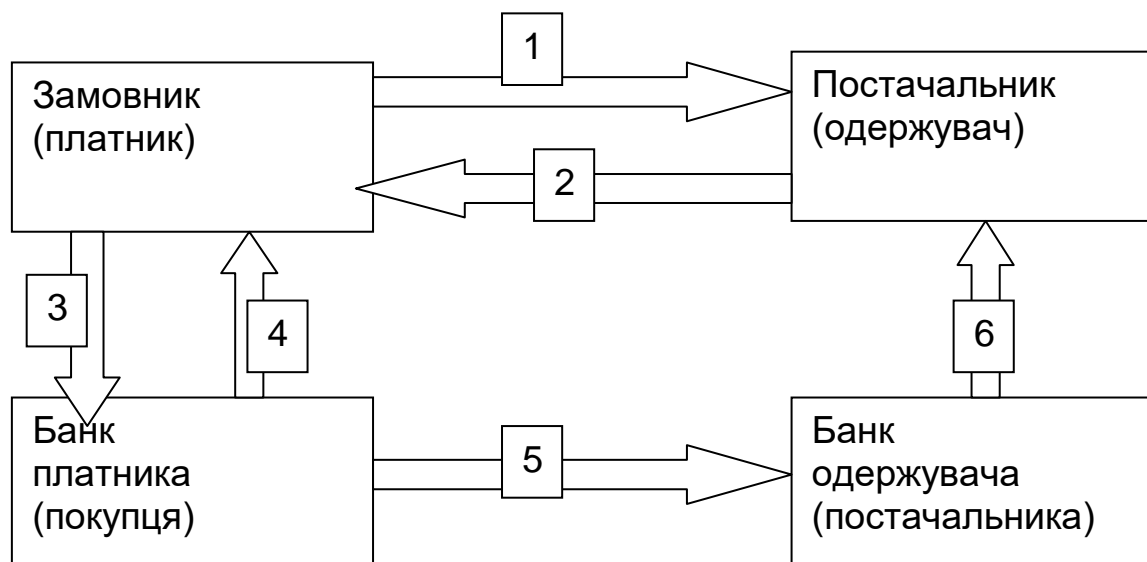 1
Замовник
(платник)
Постачальник
(одержувач)
2
3
4
6
Банк
платника
(покупця)
5
Банк
одержувача
(постачальника)